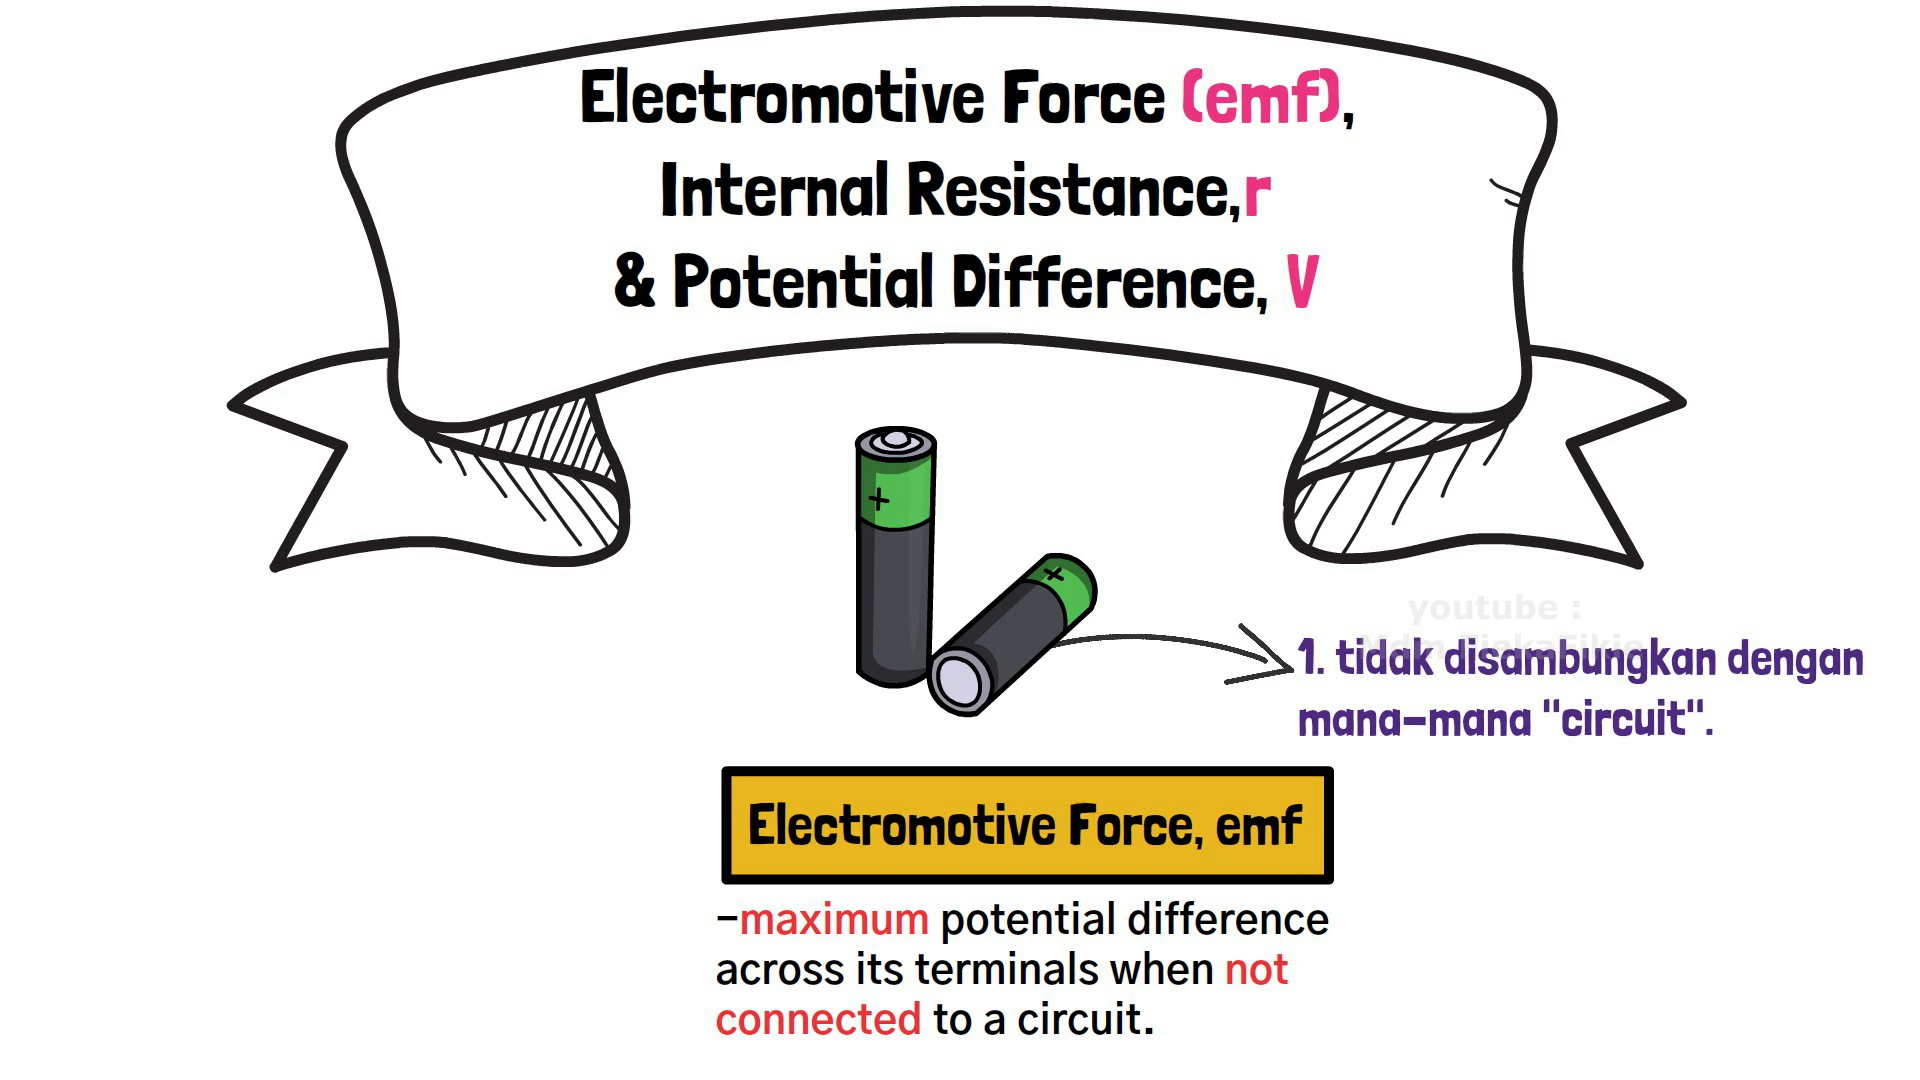 Electromotive Force (emf),
Internal Resistance,r
& Potential Difference, V
+
+
youtube :
1. tidak disambungkan dengan
mana-mana "circuit".
Electromotive Force, emf
-maximum potential difference
across its terminals when not
connected to a circuit.